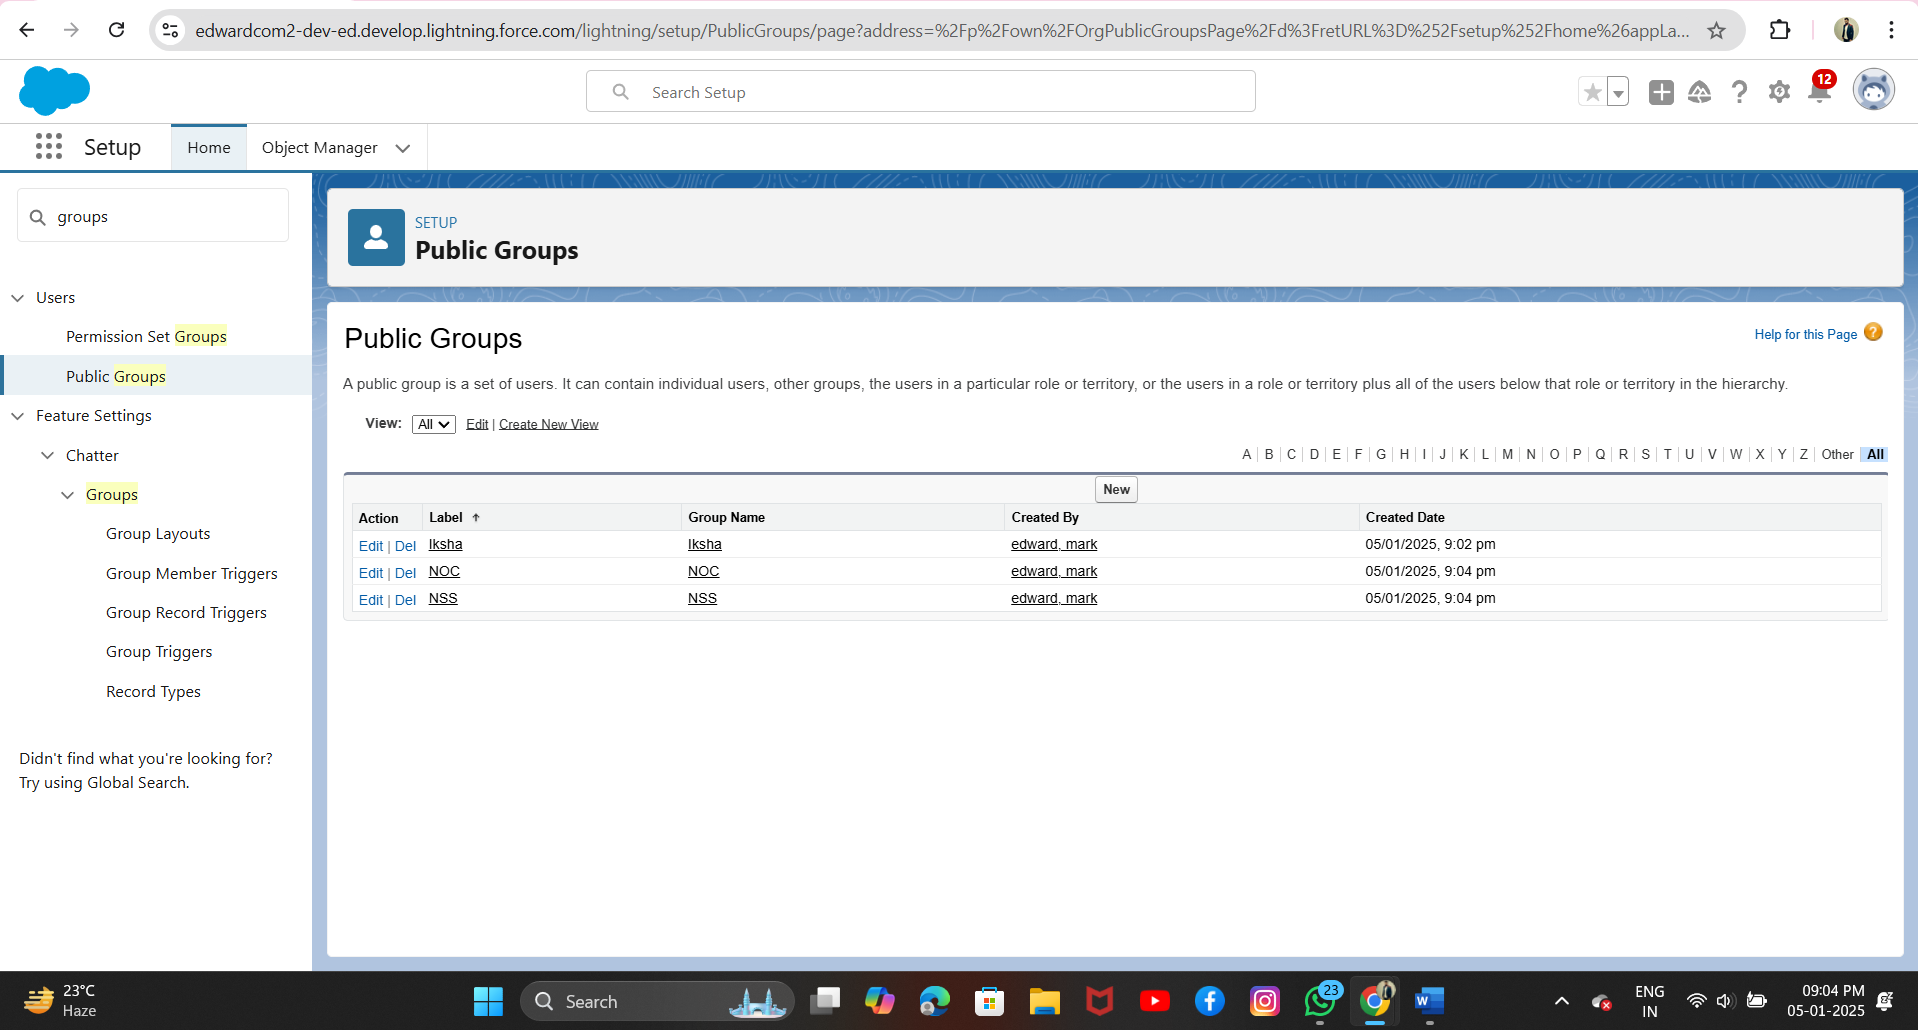 edwardcom2-dev-ed.develop.lightning.force.com/lightning/setup/PublicGroups/page?address=%2Fp%2Fown%2FOrgPublicGroupsPage%2Fd%3FretURL%3D%252Fsetup%252Fhome%26appLa...
Search Setup
12
Setup
Home
Object Manager
groups
SETUP
Public Groups
Users
Permission Set Groups
Public Groups
Feature Settings
Chatter
Groups
Group Layouts
Group Member Triggers
Group Record Triggers
Group Triggers
Record Types
Didn't find what you're looking for?
Try using Global Search.
Public Groups
Help for this Page ?
A public group is a set of users. It can contain individual users, other groups, the users in a particular role or territory, or the users in a role or territory plus all of the users below that role or territory in the hierarchy.
View: All Edit | Create New View
A | B | C | D | E | F | G | H | I | J | K | L | M | N | O | P | Q | R | S | T | U | V | W | X | Y | Z | Other | All
New
Action Label Group Name Created By Created Date
Edit | Del Iksha Iksha edward, mark 05/01/2025, 9:02 pm
Edit | Del NOC NOC edward, mark 05/01/2025, 9:04 pm
Edit | Del NSS NSS edward, mark 05/01/2025, 9:04 pm
23°C
Haze
Search
23
W
ENG
IN
09:04 PM
05-01-2025